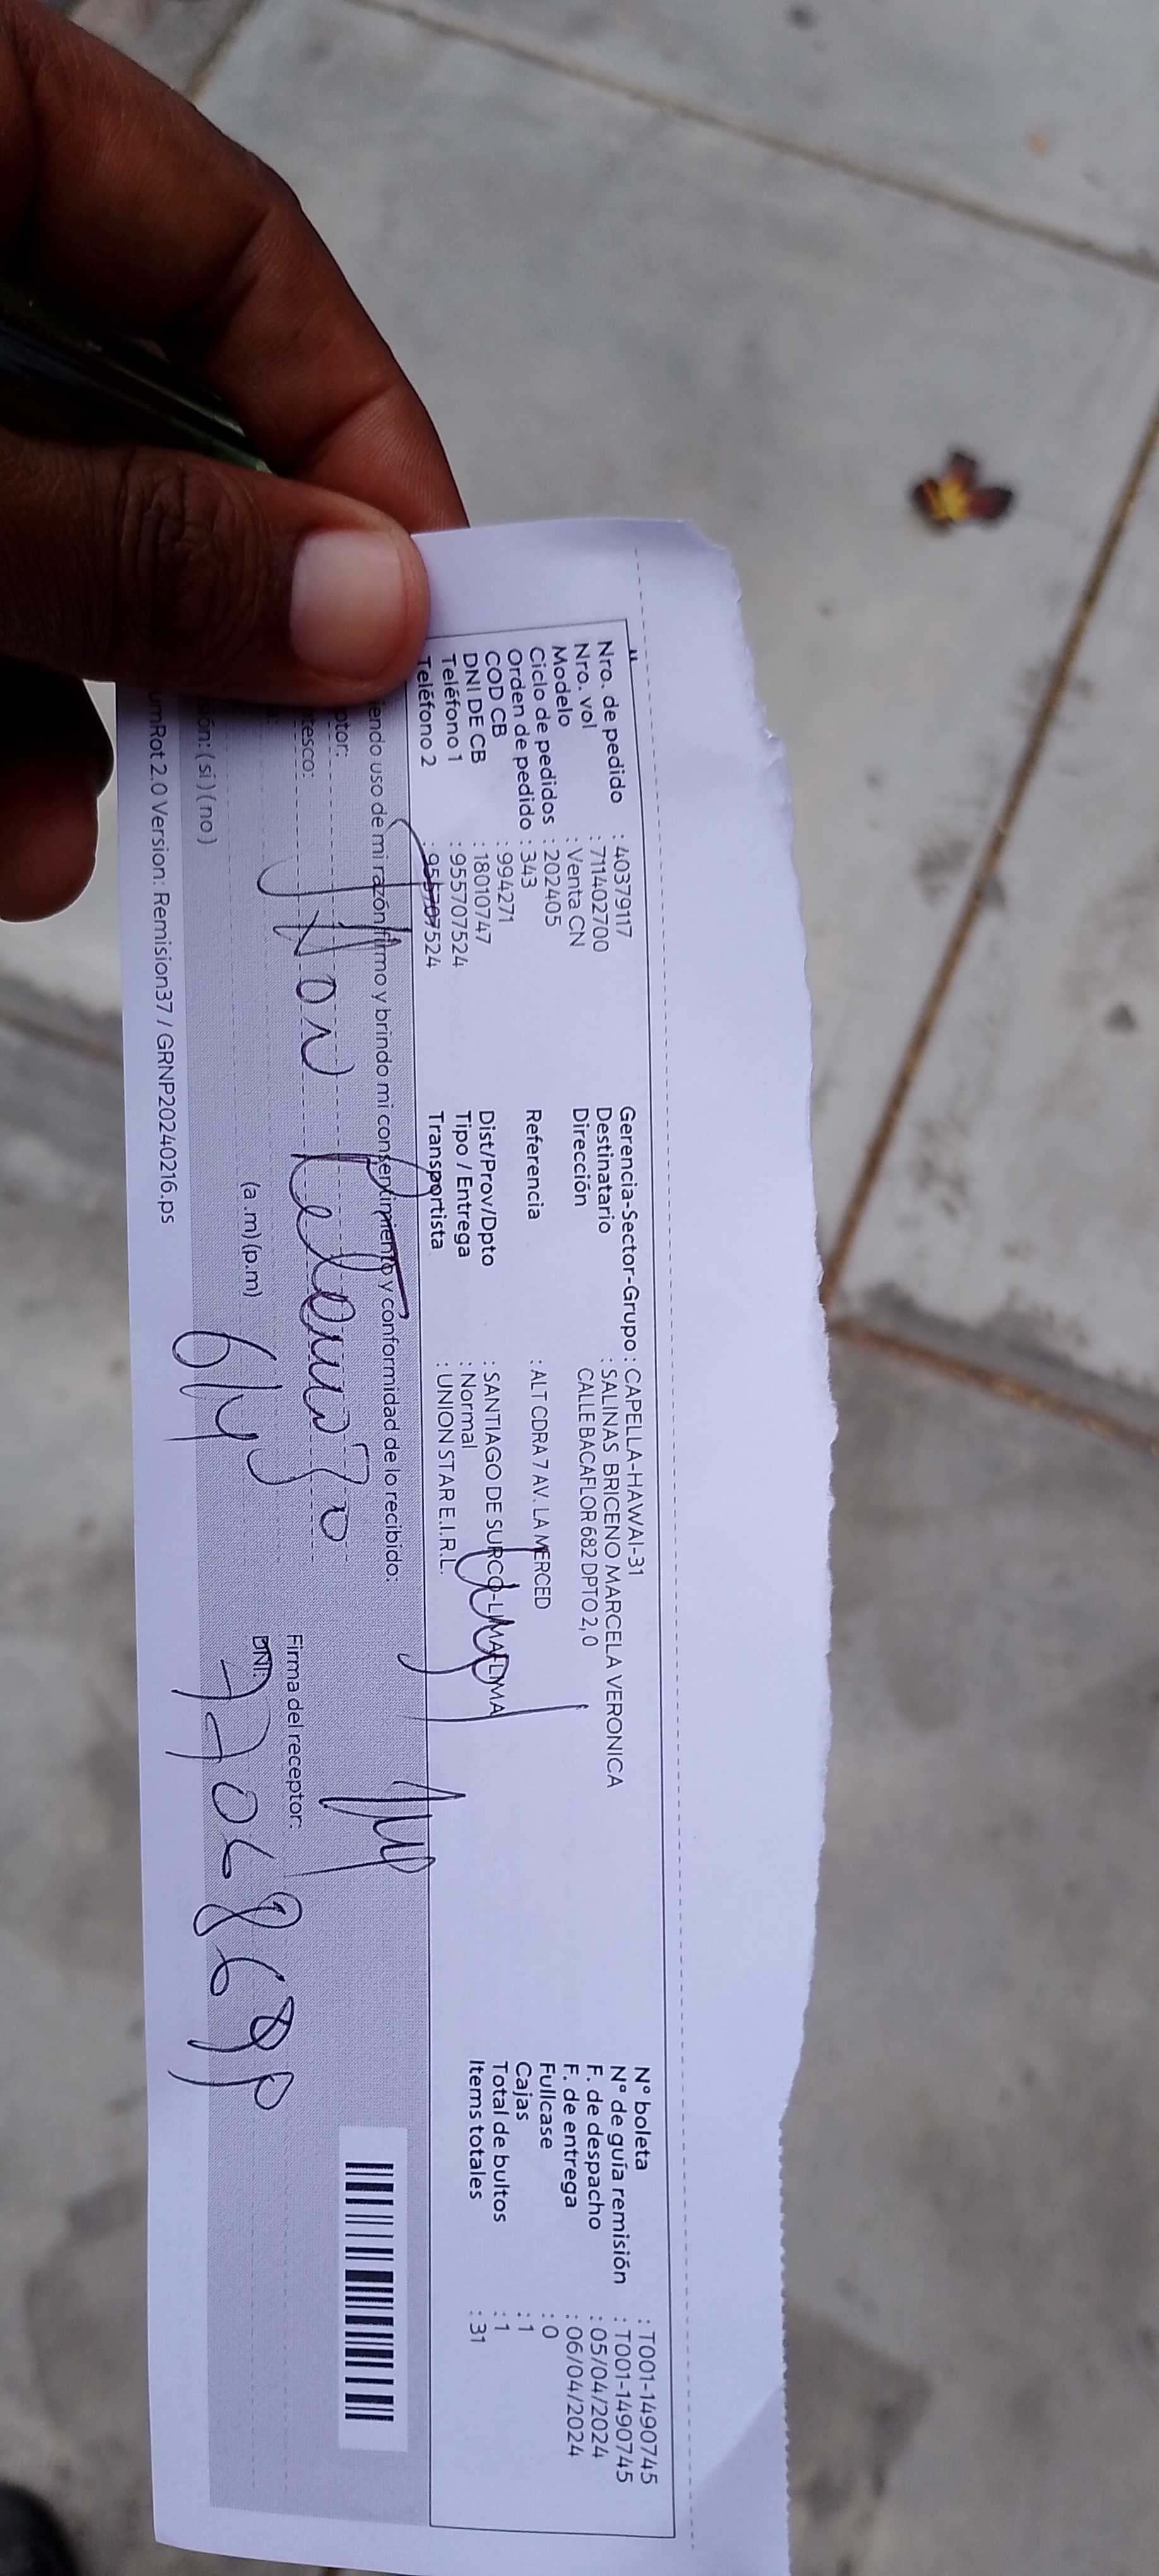 Nro. de pedido : 40379117
Nro. vol : 711402700
Modelo : Venta CN
Ciclo de pedidos : 202405
Orden de pedido : 343
COD CB : 994271
DNI DE CB : 18010747
Teléfono 1 : 955707524
Teléfono 2 : 955707524
Gerencia-Sector-Grupo : CAPELLA-HAWAI-31
Destinatario : SALINAS BRICENO MARCELA VERONICA
Dirección CALLE BACAFLOR 682 DPTO 2, 0
Referencia : ALT CDRA 7 AV. LA MERCED
Dist/Prov/Dpto : SANTIAGO DE SURCO-LIMA-LIMA
Tipo / Entrega : Normal
Transportista : UNION STAR E.I.R.L.
N° boleta : T001-1490745
N° de guía remisión : T001-1490745
F. de despacho : 05/04/2024
F. de entrega : 06/04/2024
Fullcase : 0
Cajas : 1
Total de bultos : 1
Items totales : 31
iendo uso de mi razón firmo y brindo mi consentimiento y conformidad de lo recibido:
ptor:
tesco:
Jhon
Firma del receptor:
(a .m) (p.m)
DNI:
ón: ( si ) ( no )
umRot 2.0 Version: Remision37 / GRNP20240216.ps